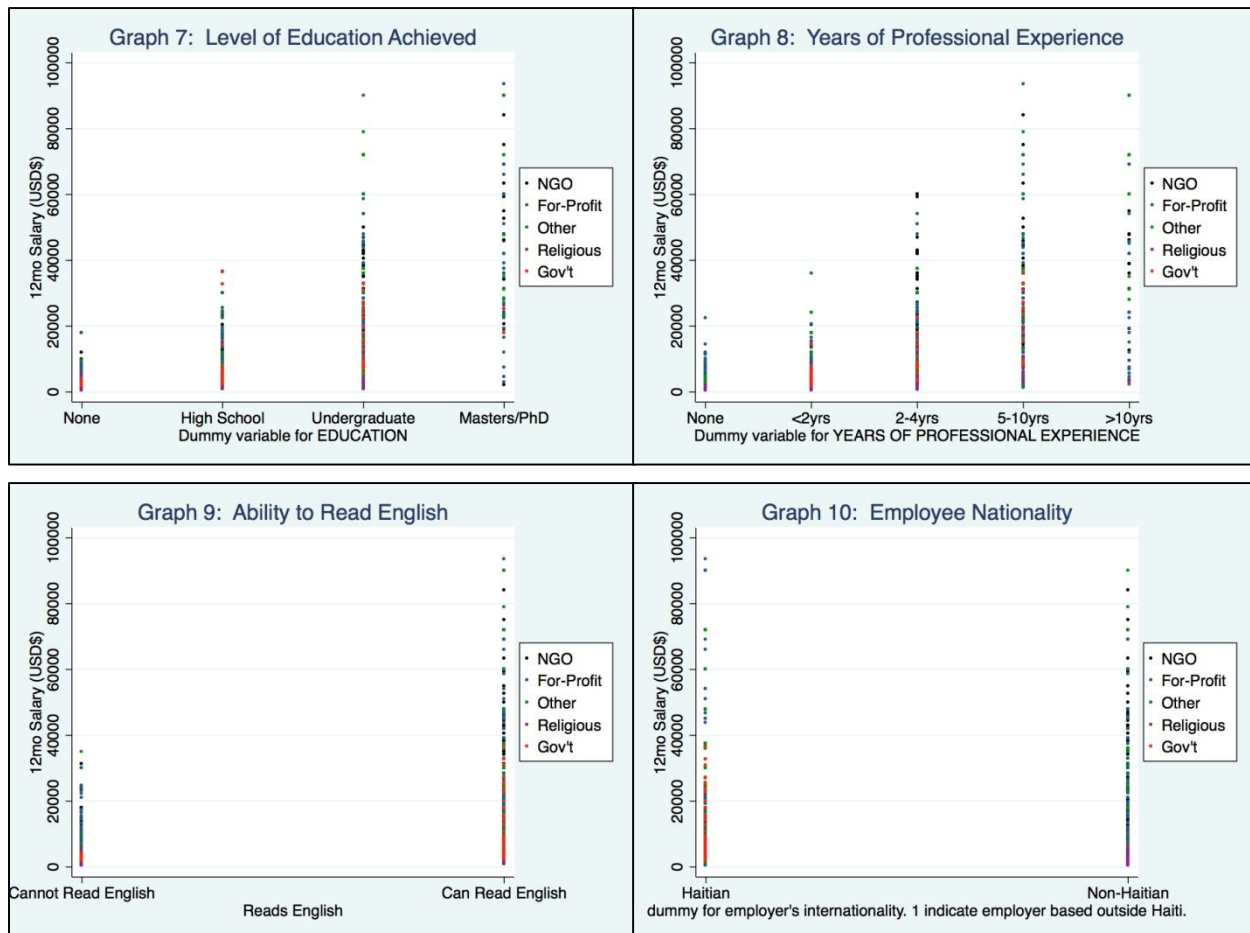 Graph 7: Level of Education Achieved
12mo Salary (USD$)
100000
80000
60000
40000
20000
0
NGO
For-Profit
Other
Religious
Gov't
None High School Undergraduate Masters/PhD
Dummy variable for EDUCATION
Graph 8: Years of Professional Experience
12mo Salary (USD$)
100000
80000
60000
40000
20000
0
NGO
For-Profit
Other
Religious
Gov't
None <2yrs 2-4yrs 5-10yrs >10yrs
Dummy variable for YEARS OF PROFESSIONAL EXPERIENCE
Graph 9: Ability to Read English
12mo Salary (USD$)
100000
80000
60000
40000
20000
0
NGO
For-Profit
Other
Religious
Gov't
Cannot Read English Can Read English
Reads English
Graph 10: Employee Nationality
12mo Salary (USD$)
100000
80000
60000
40000
20000
0
NGO
For-Profit
Other
Religious
Gov't
Haitian Non-Haitian
dummy for employer's internationality. 1 indicate employer based outside Haiti.